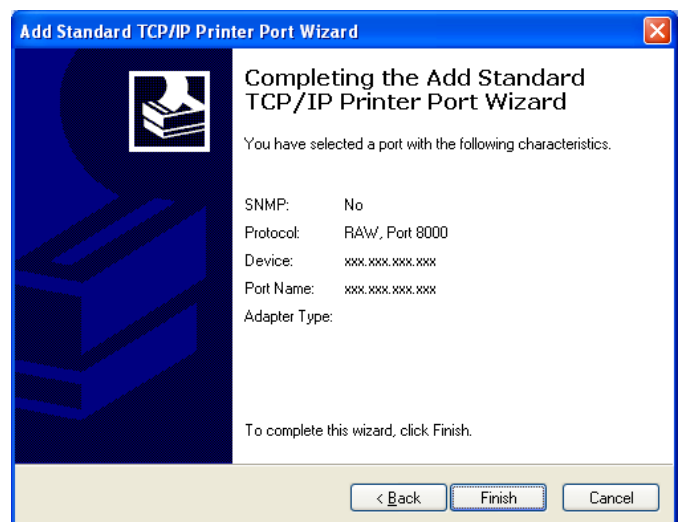 Add Standard TCP/IP Printer Port Wizard
Completing the Add Standard
TCP/IP Printer Port Wizard
You have selected a port with the following characteristics.
SNMP: No
Protocol: RAW, Port 8000
Device: xxx.xxx.xxx.xxx
Port Name: xxx.xxx.xxx.xxx
Adapter Type:
To complete this wizard, click Finish.
< Back Finish Cancel